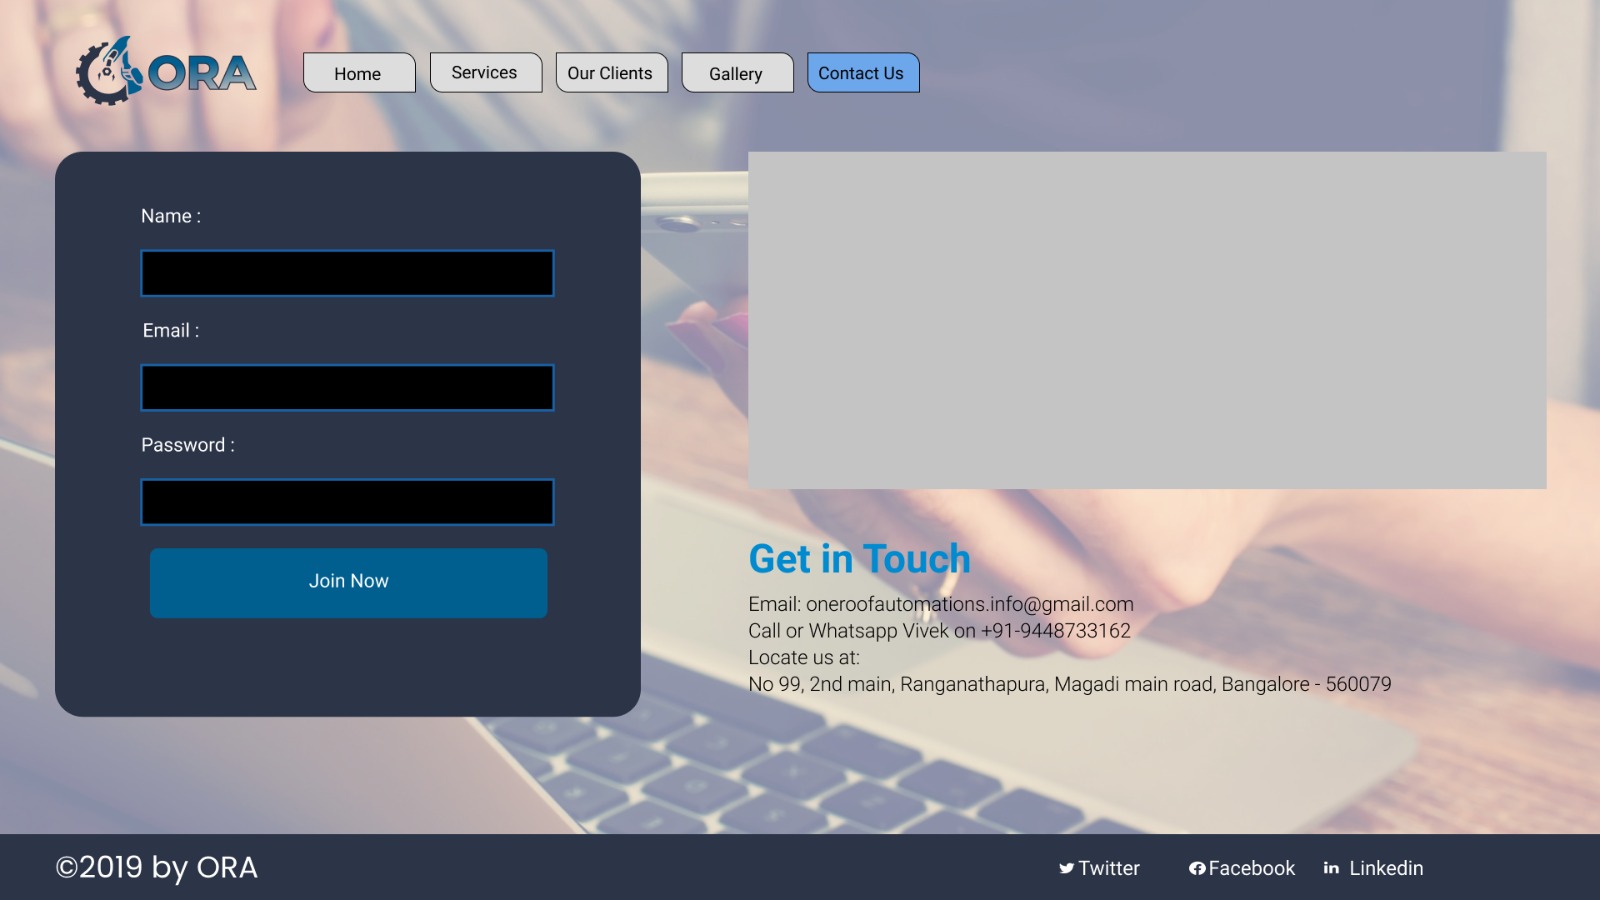 ORA
Home
Services
Our Clients
Gallery
Contact Us
Name :
Email :
Password :
Join Now
Get in Touch
Email: oneroofautomations.info@gmail.com
Call or Whatsapp Vivek on +91-9448733162
Locate us at:
No 99, 2nd main, Ranganathapura, Magadi main road, Bangalore - 560079
©2019 by ORA
Twitter
Facebook
Linkedin